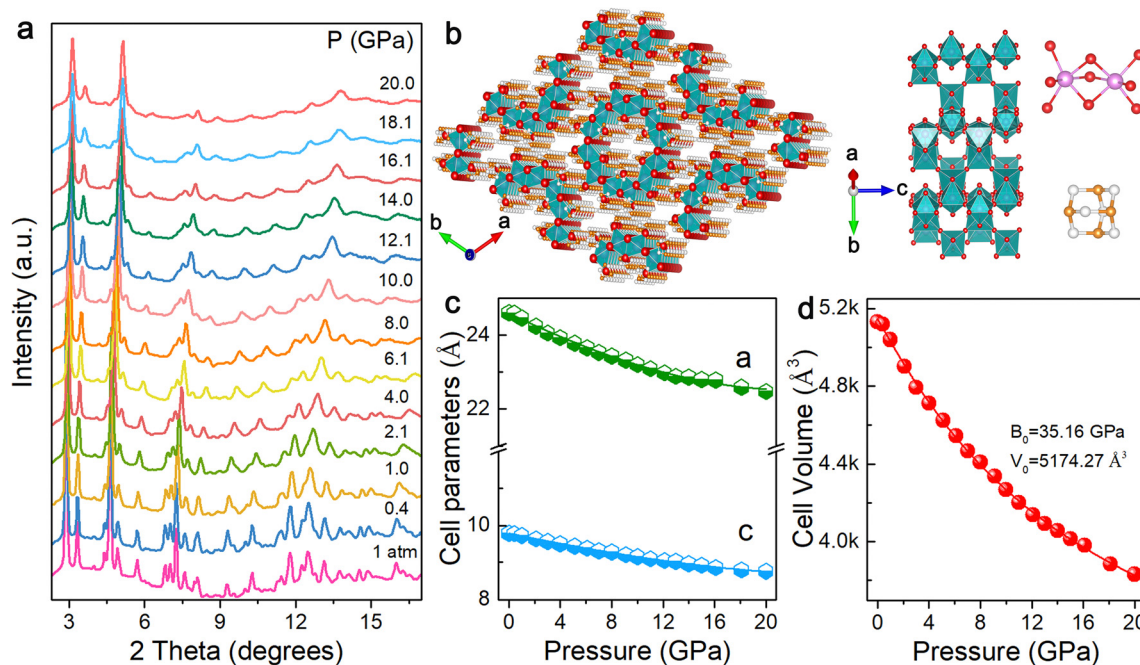 a
P (GPa)
20.0
18.1
16.1
14.0
12.1
10.0
8.0
6.1
4.0
2.1
1.0
0.4
1 atm
Intensity (a.u.)
3 6 9 12 15
2 Theta (degrees)
b
b
a
a
c
b
c
24
22
10
8
Cell parameters (Å)
a
c
0 4 8 12 16 20
Pressure (GPa)
d
5.2k
4.8k
4.4k
4.0k
Cell Volume (Å³)
B₀=35.16 GPa
V₀=5174.27 Å³
0 4 8 12 16 20
Pressure (GPa)